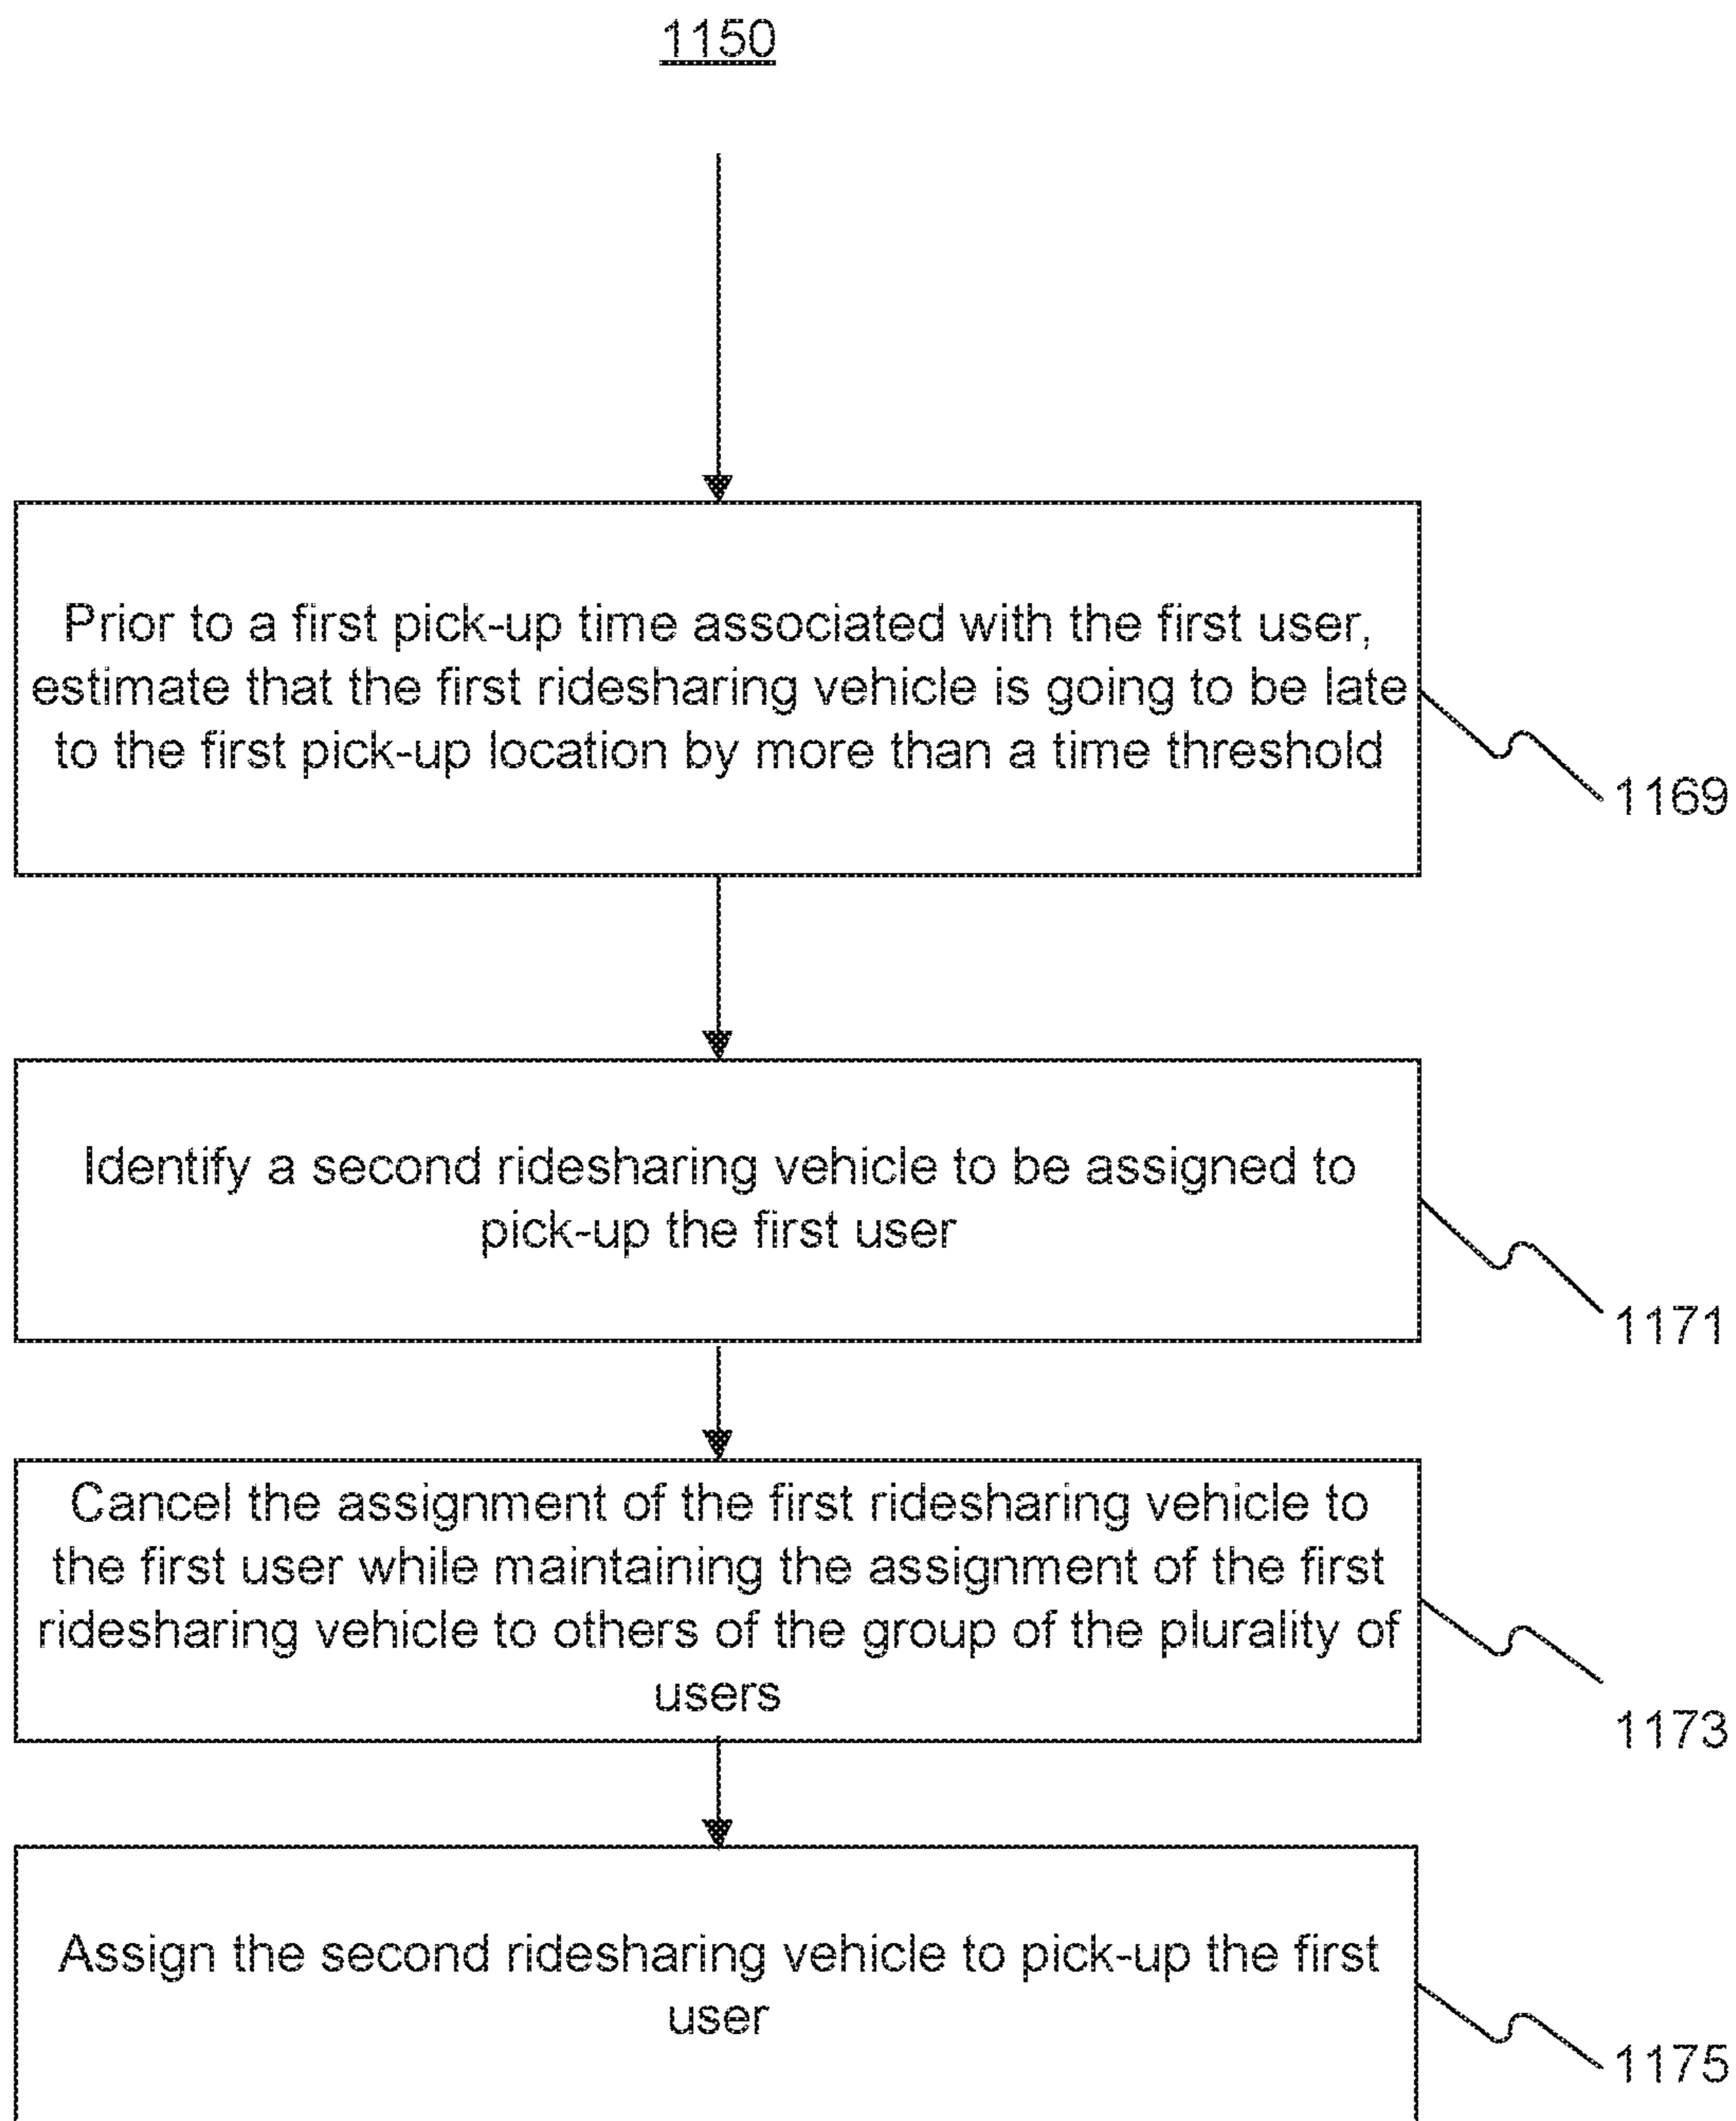 1150
Prior to a first pick-up time associated with the first user,
estimate that the first ridesharing vehicle is going to be late
to the first pick-up location by more than a time threshold
1169
Identify a second ridesharing vehicle to be assigned to
pick-up the first user
1171
Cancel the assignment of the first ridesharing vehicle to
the first user while maintaining the assignment of the first
ridesharing vehicle to others of the group of the plurality of
users
1173
Assign the second ridesharing vehicle to pick-up the first
user
1175